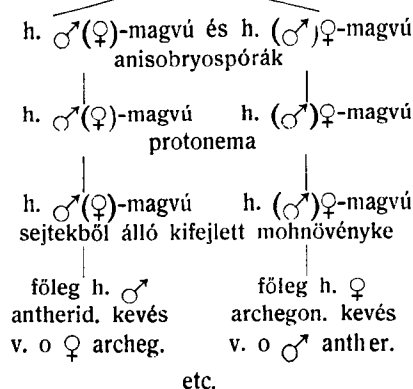 h. ♂(♀)-magvú és h. (♂)♀-magvú
anisobryospórák
h. ♂(♀)-magvú h. (♂)♀-magvú
protonema
h. ♂(♀)-magvú h. (♂)♀-magvú
sejtekből álló kifejlett mohnövényke
főleg h. ♂ főleg h. ♀
antherid. kevés archegon. kevés
v. o ♀ archeg. v. o ♂ anther.
etc.